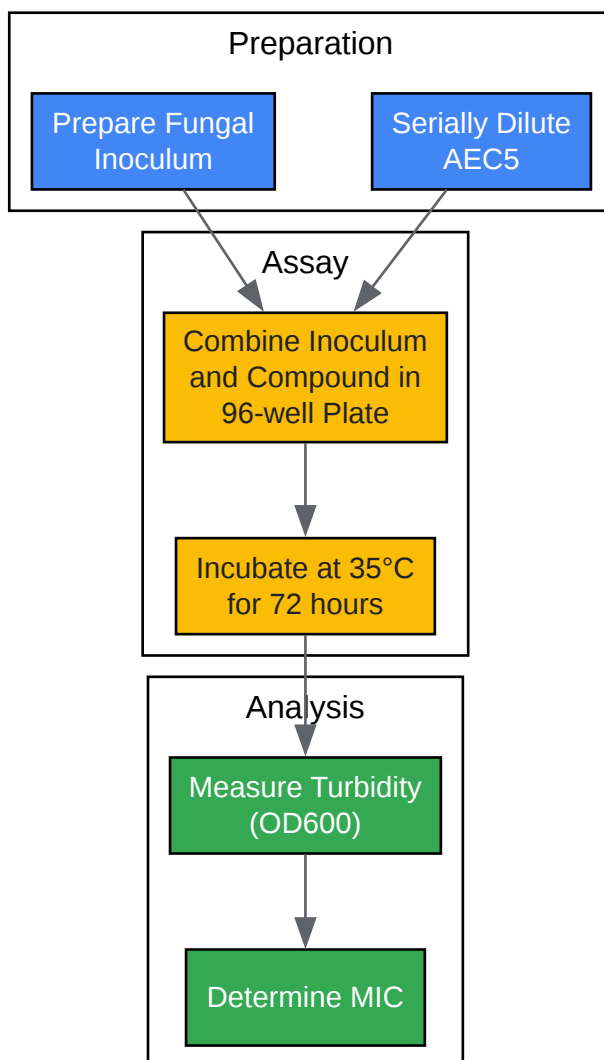 Preparation
Prepare Fungal
Inoculum
Serially Dilute
AEC5
Assay
Combine Inoculum
and Compound in
96-well Plate
Incubate at 35°C
for 72 hours
Analysis
Measure Turbidity
(OD600)
Determine MIC